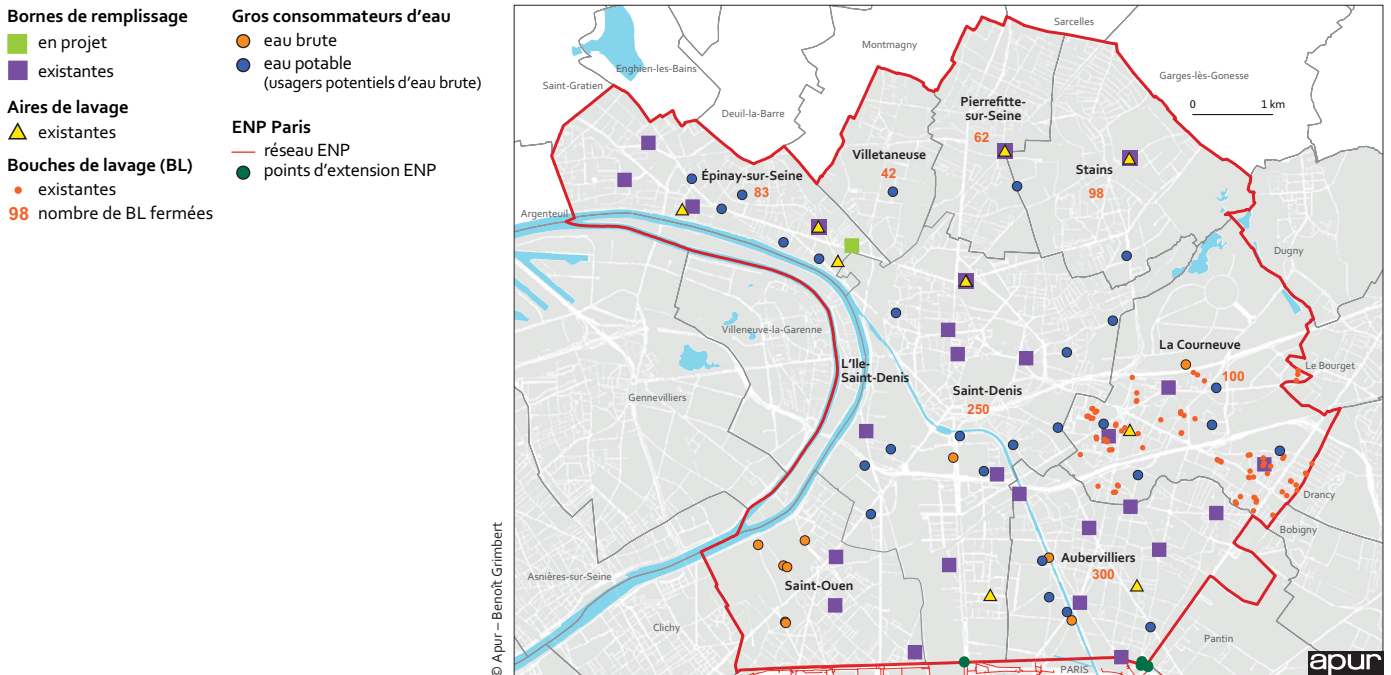 Bornes de remplissage
en projet
existantes
Aires de lavage
existantes
Bouches de lavage (BL)
existantes
98 nombre de BL fermées
Gros consommateurs d'eau
eau brute
eau potable
(usagers potentiels d'eau brute)
ENP Paris
réseau ENP
points d'extension ENP
© Apur – Benoît Grimbert
Sarcelles
Montmagny
Enghien-les-Bains
Garges-lès-Gonesse
Saint-Gratien
0 1 km
Deuil-la-Barre
Pierrefitte-
sur-Seine
62
Villetaneuse
42
Stains
98
Épinay-sur-Seine
83
Argenteuil
Dugny
Villeneuve-la-Garenne
La Courneuve
100
Le Bourget
L'Ile-
Saint-Denis
Saint-Denis
250
Gennevilliers
Drancy
Bobigny
Aubervilliers
300
Asnières-sur-Seine
Saint-Ouen
Clichy
Pantin
PARIS
apur